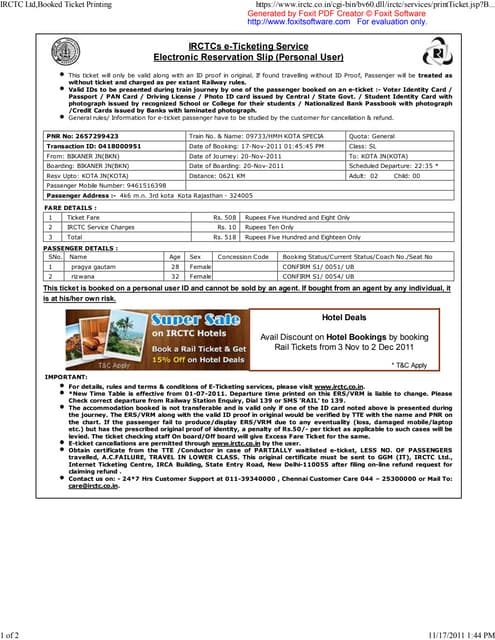 IRCTC Ltd,Booked Ticket Printing https://www.irctc.co.in/cgi-bin/bv60.dll/irctc/services/printTicket.jsp?B...
Generated by Foxit PDF Creator © Foxit Software
http://www.foxitsoftware.com For evaluation only.
IRCTCs e-Ticketing Service
Electronic Reservation Slip (Personal User)
This ticket will only be valid along with an ID proof in original. If found travelling without ID Proof, Passenger will be treated as
without ticket and charged as per extant Railway rules.
Valid IDs to be presented during train journey by one of the passenger booked on an e-ticket :- Voter Identity Card /
Passport / PAN Card / Driving License / Photo ID card issued by Central / State Govt. / Student Identity Card with
photograph issued by recognized School or College for their students / Nationalized Bank Passbook with photograph
/Credit Cards issued by Banks with laminated photograph.
General rules/ Information for e-ticket passenger have to be studied by the customer for cancellation & refund.
PNR No: 2657299423 Train No. & Name: 09733/HMH KOTA SPECIA Quota: General
Transaction ID: 0418000951 Date of Booking: 17-Nov-2011 01:45:45 PM Class: SL
From: BIKANER JN(BKN) Date of Journey: 20-Nov-2011 To: KOTA JN(KOTA)
Boarding: BIKANER JN(BKN) Date of Boarding: 20-Nov-2011 Scheduled Departure: 22:35 *
Resv Upto: KOTA JN(KOTA) Distance: 0621 KM Adult: 02 Child: 00
Passenger Mobile Number: 9461516398
Passenger Address :- 4k6 m.n. 3rd kota Kota Rajasthan - 324005
FARE DETAILS :
1 Ticket Fare Rs. 508 Rupees Five Hundred and Eight Only
2 IRCTC Service Charges Rs. 10 Rupees Ten Only
3 Total Rs. 518 Rupees Five Hundred and Eighteen Only
PASSENGER DETAILS :
SNo. Name Age Sex Concession Code Booking Status/Current Status/Coach No./Seat No
1 pragya gautam 28 Female CONFIRM S1/ 0051/ UB
2 rizwana 32 Female CONFIRM S1/ 0054/ UB
This ticket is booked on a personal user ID and cannot be sold by an agent. If bought from an agent by any individual, it
is at his/her own risk.
Super Sale
on IRCTC Hotels
Book a Rail Ticket & Get
15% Off on Hotel Deals
T&C Apply
Hotel Deals
Avail Discount on Hotel Bookings by booking
Rail Tickets from 3 Nov to 2 Dec 2011
* T&C Apply
IMPORTANT:
For details, rules and terms & conditions of E-Ticketing services, please visit www.irctc.co.in.
*New Time Table is effective from 01-07-2011. Departure time printed on this ERS/VRM is liable to change. Please
Check correct departure from Railway Station Enquiry, Dial 139 or SMS 'RAIL' to 139.
The accommodation booked is not transferable and is valid only if one of the ID card noted above is presented during
the journey. The ERS/VRM along with the valid ID proof in original would be verified by TTE with the name and PNR on
the chart. If the passenger fail to produce/display ERS/VRM due to any eventuality (loss, damaged mobile/laptop
etc.) but has the prescribed original proof of identity, a penalty of Rs.50/- per ticket as applicable to such cases will be
levied. The ticket checking staff On board/Off board will give Excess Fare Ticket for the same.
E-ticket cancellations are permitted through www.irctc.co.in by the user.
Obtain certificate from the TTE /Conductor in case of PARTIALLY waitlisted e-ticket, LESS NO. OF PASSENGERS
travelled, A.C.FAILURE, TRAVEL IN LOWER CLASS. This original certificate must be sent to GGM (IT), IRCTC Ltd.,
Internet Ticketing Centre, IRCA Building, State Entry Road, New Delhi-110055 after filing on-line refund request for
claiming refund .
Contact us on: - 24*7 Hrs Customer Support at 011-39340000 , Chennai Customer Care 044 – 25300000 or Mail To:
care@irctc.co.in.
1 of 2 11/17/2011 1:44 PM